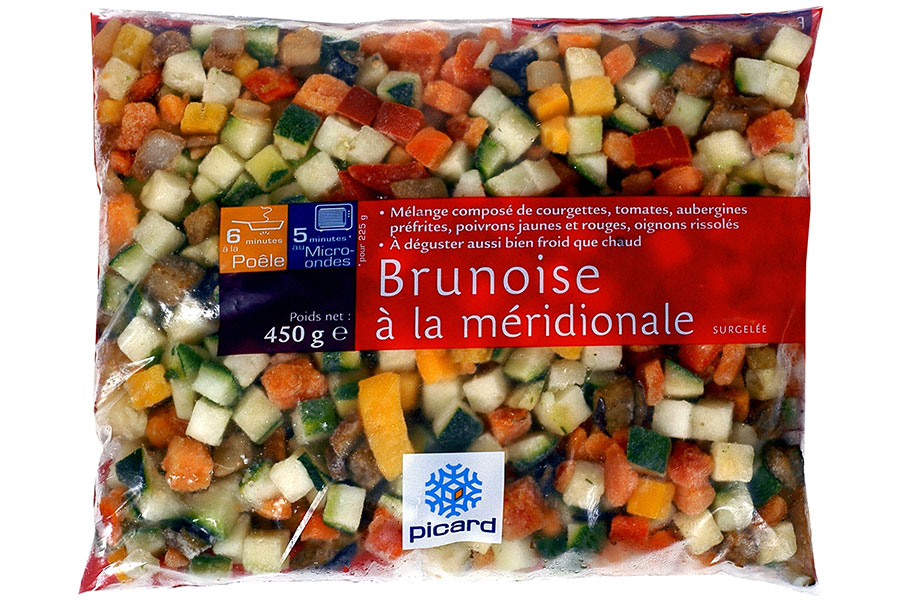 • Mélange composé de courgettes, tomates, aubergines
préfrites, poivrons jaunes et rouges, oignons rissolés
• À déguster aussi bien froid que chaud
6
minutes
à la
Poêle
5
minutes*
au Micro-
ondes
*pour 225 g
Brunoise
à la méridionale
SURGELÉE
Poids net :
450 g e
picard